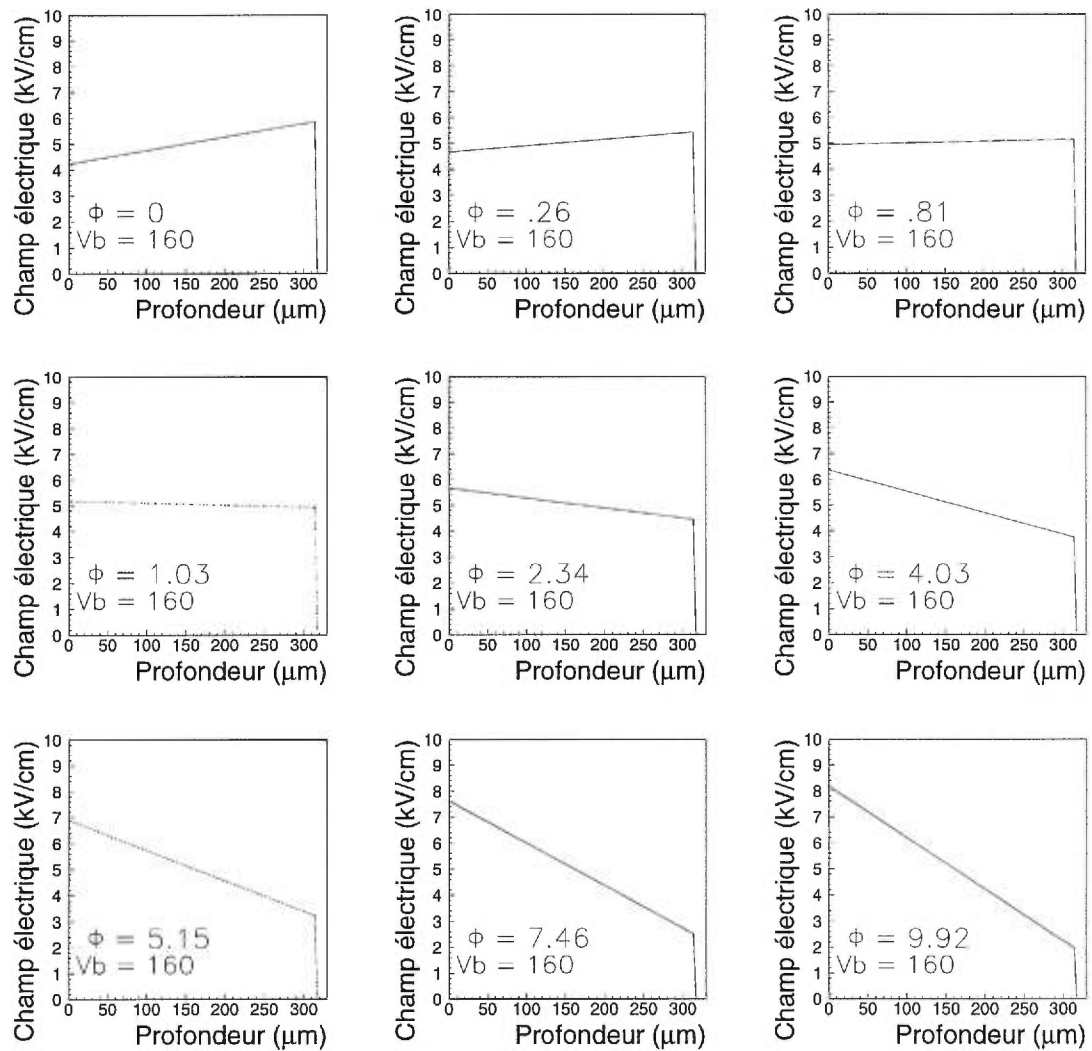 Champ électrique (kV/cm)
10
9
8
7
6
5
4
3
2
1
0
Φ = 0
Vb = 160
0 50 100 150 200 250 300
Profondeur (μm)
Champ électrique (kV/cm)
10
9
8
7
6
5
4
3
2
1
0
Φ = .26
Vb = 160
0 50 100 150 200 250 300
Profondeur (μm)
Champ électrique (kV/cm)
10
9
8
7
6
5
4
3
2
1
0
Φ = .81
Vb = 160
0 50 100 150 200 250 300
Profondeur (μm)
Champ électrique (kV/cm)
10
9
8
7
6
5
4
3
2
1
0
Φ = 1.03
Vb = 160
0 50 100 150 200 250 300
Profondeur (μm)
Champ électrique (kV/cm)
10
9
8
7
6
5
4
3
2
1
0
Φ = 2.34
Vb = 160
0 50 100 150 200 250 300
Profondeur (μm)
Champ électrique (kV/cm)
10
9
8
7
6
5
4
3
2
1
0
Φ = 4.03
Vb = 160
0 50 100 150 200 250 300
Profondeur (μm)
Champ électrique (kV/cm)
10
9
8
7
6
5
4
3
2
1
0
Φ = 5.15
Vb = 160
0 50 100 150 200 250 300
Profondeur (μm)
Champ électrique (kV/cm)
10
9
8
7
6
5
4
3
2
1
0
Φ = 7.46
Vb = 160
0 50 100 150 200 250 300
Profondeur (μm)
Champ électrique (kV/cm)
10
9
8
7
6
5
4
3
2
1
0
Φ = 9.92
Vb = 160
0 50 100 150 200 250 300
Profondeur (μm)